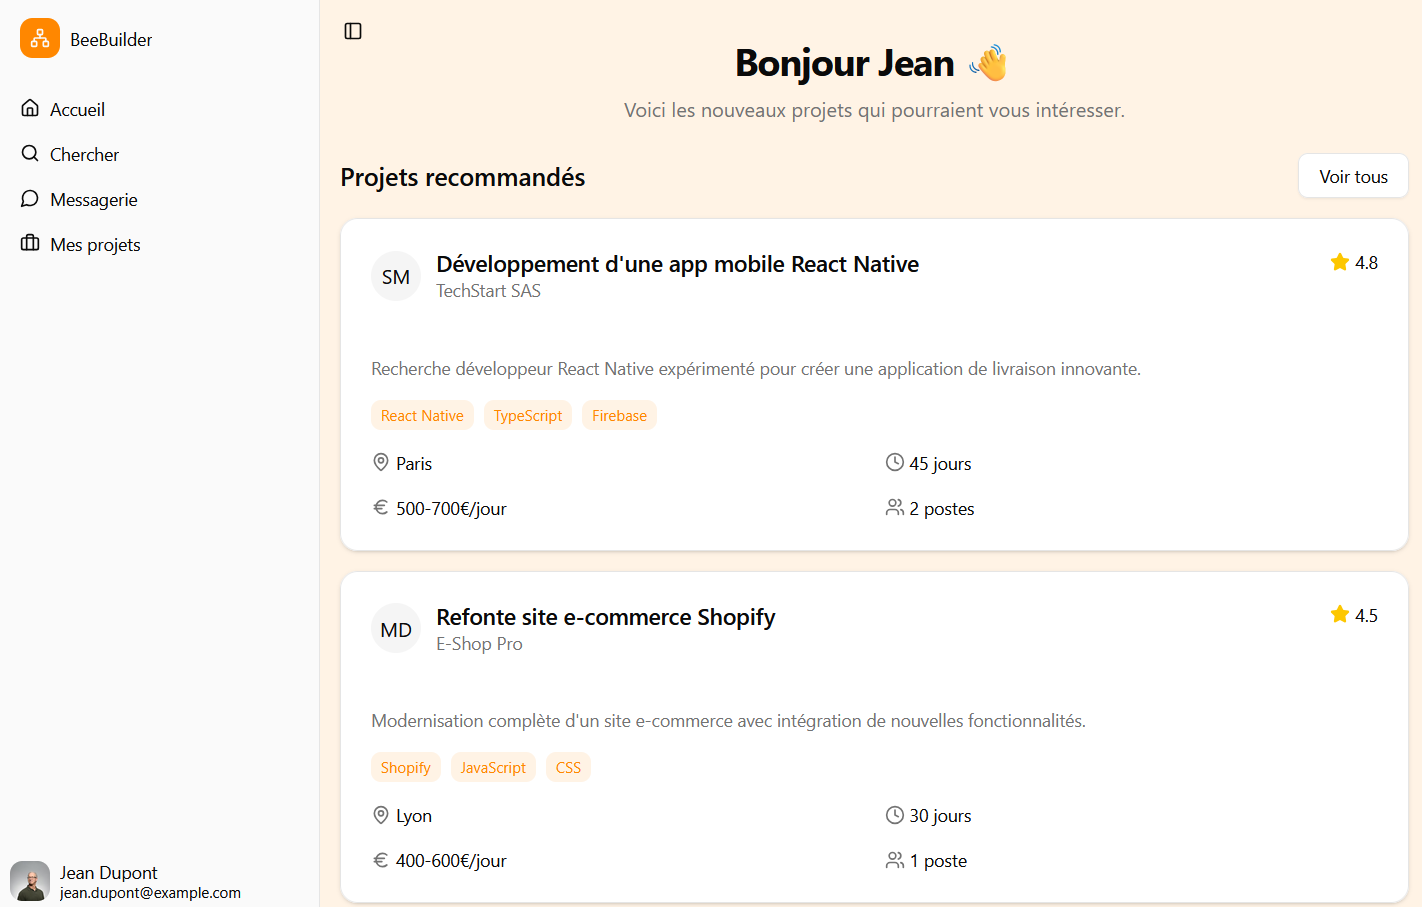 BeeBuilder
Accueil
Chercher
Messagerie
Mes projets
Jean Dupont
jean.dupont@example.com
Bonjour Jean 👋
Voici les nouveaux projets qui pourraient vous intéresser.
Projets recommandés
Voir tous
SM
Développement d'une app mobile React Native
TechStart SAS
4.8
Recherche développeur React Native expérimenté pour créer une application de livraison innovante.
React Native TypeScript Firebase
Paris
45 jours
€ 500-700€/jour
2 postes
MD
Refonte site e-commerce Shopify
E-Shop Pro
4.5
Modernisation complète d'un site e-commerce avec intégration de nouvelles fonctionnalités.
Shopify JavaScript CSS
Lyon
30 jours
€ 400-600€/jour
1 poste